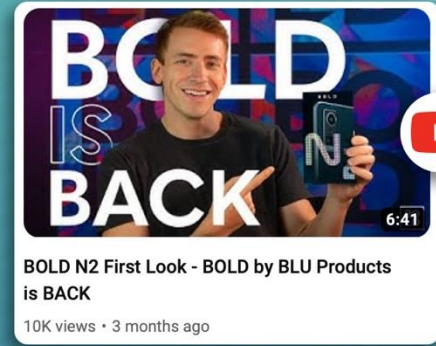 BOLD
IS
BACK
BOLD
N2
6:41
BOLD N2 First Look - BOLD by BLU Products
is BACK
10K views • 3 months ago